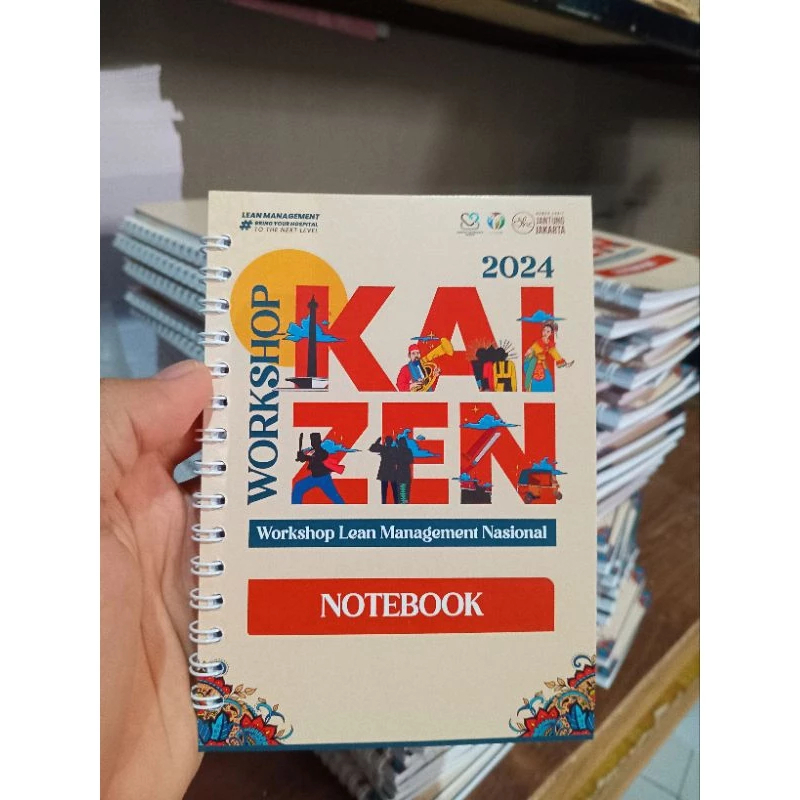 LEAN MANAGEMENT
# BRING YOUR HOSPITAL
TO THE NEXT LEVEL
JANTUNG
JAKARTA
2024
WORKSHOP
KAI
ZEN
Workshop Lean Management Nasional
NOTEBOOK